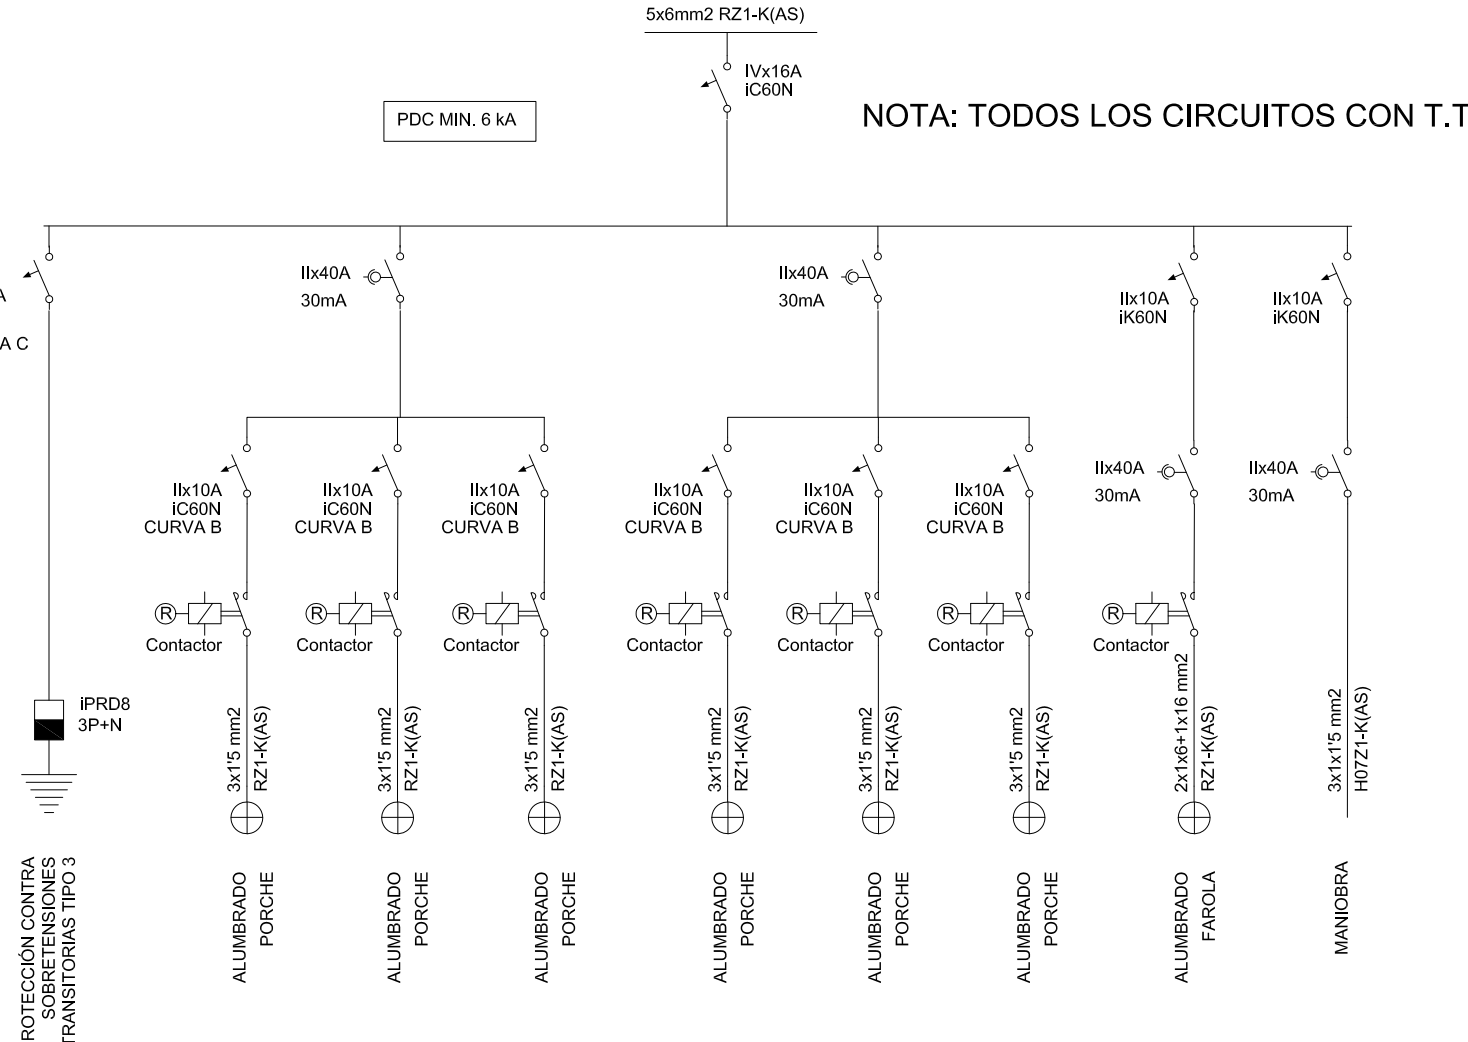 5x6mm2 RZ1-K(AS)
IVx16A
iC60N
PDC MIN. 6 kA
NOTA: TODOS LOS CIRCUITOS CON T.T
A C
IIx40A
30mA
IIx40A
30mA
IIx10A
iK60N
IIx10A
iK60N
IIx10A
iC60N
CURVA B
IIx10A
iC60N
CURVA B
IIx10A
iC60N
CURVA B
IIx10A
iC60N
CURVA B
IIx10A
iC60N
CURVA B
IIx10A
iC60N
CURVA B
IIx40A
30mA
IIx40A
30mA
R
Contactor
R
Contactor
R
Contactor
R
Contactor
R
Contactor
R
Contactor
R
Contactor
iPRD8
3P+N
3x1'5 mm2
RZ1-K(AS)
3x1'5 mm2
RZ1-K(AS)
3x1'5 mm2
RZ1-K(AS)
3x1'5 mm2
RZ1-K(AS)
3x1'5 mm2
RZ1-K(AS)
3x1'5 mm2
RZ1-K(AS)
2x1x6+1x16 mm2
RZ1-K(AS)
3x1x1'5 mm2
H07Z1-K(AS)
ROTECCIÓN CONTRA
SOBRETENSIONES
TRANSITORIAS TIPO 3
ALUMBRADO
PORCHE
ALUMBRADO
PORCHE
ALUMBRADO
PORCHE
ALUMBRADO
PORCHE
ALUMBRADO
PORCHE
ALUMBRADO
PORCHE
ALUMBRADO
FAROLA
MANIOBRA